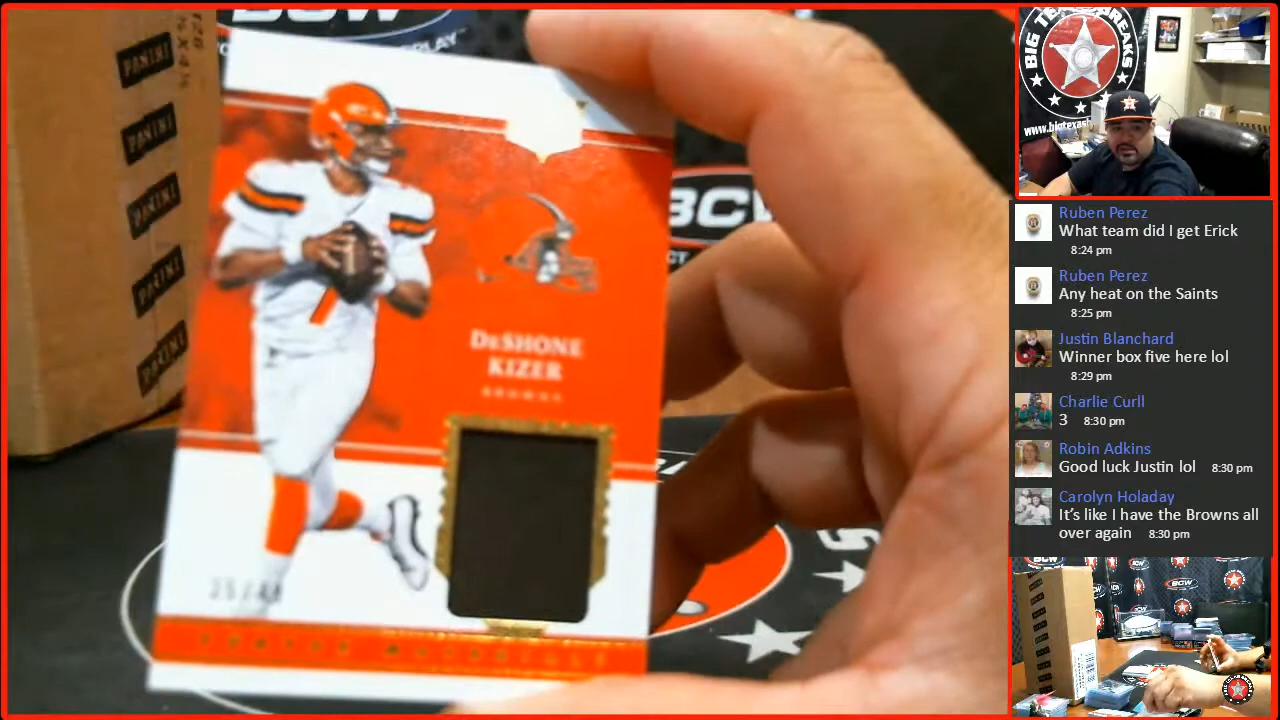 BCW
PANINI
PANINI
PANINI
PANINI
PANINI
BCW
DESHONE
KIZER
BROWNS
7
BIG TEXAS BREAKS
Ruben Perez
What team did I get Erick
8:24 pm
Ruben Perez
Any heat on the Saints
8:25 pm
Justin Blanchard
Winner box five here lol
8:29 pm
Charlie Curll
3 8:30 pm
Robin Adkins
Good luck Justin lol 8:30 pm
Carolyn Holaday
It's like I have the Browns all
over again 8:30 pm
BCW